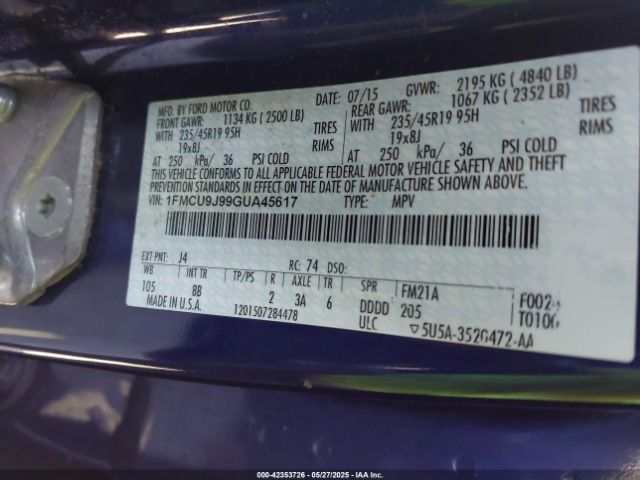 MFD. BY FORD MOTOR CO.
DATE: 07/15 GVWR: 2195 KG ( 4840 LB)
FRONT GAWR: 1134 KG ( 2500 LB)
REAR GAWR: 1067 KG ( 2352 LB)
WITH 235/45R19 95H TIRES
WITH 235/45R19 95H TIRES
19x8J RIMS
19x8J RIMS
AT 250 kPa/ 36 PSI COLD
AT 250 kPa/ 36 PSI COLD
THIS VEHICLE CONFORMS TO ALL APPLICABLE FEDERAL MOTOR VEHICLE SAFETY AND THEFT
PREVENTION STANDARDS IN EFFECT ON THE DATE OF MANUFACTURE SHOWN ABOVE.
VIN: 1FMCU9J99GUA45617 TYPE: MPV
EXT PNT: J4 RC: 74 DSO:
WB INT TR TP/PS R AXLE TR SPR
105 8B 2 3A 6 DDDD
FM21A
205
F002
T0106
MADE IN U.S.A. 1201507284478 ULC ▽5U5A-3520472-AA
000-42353726 — 05/27/2025 — IAA Inc.